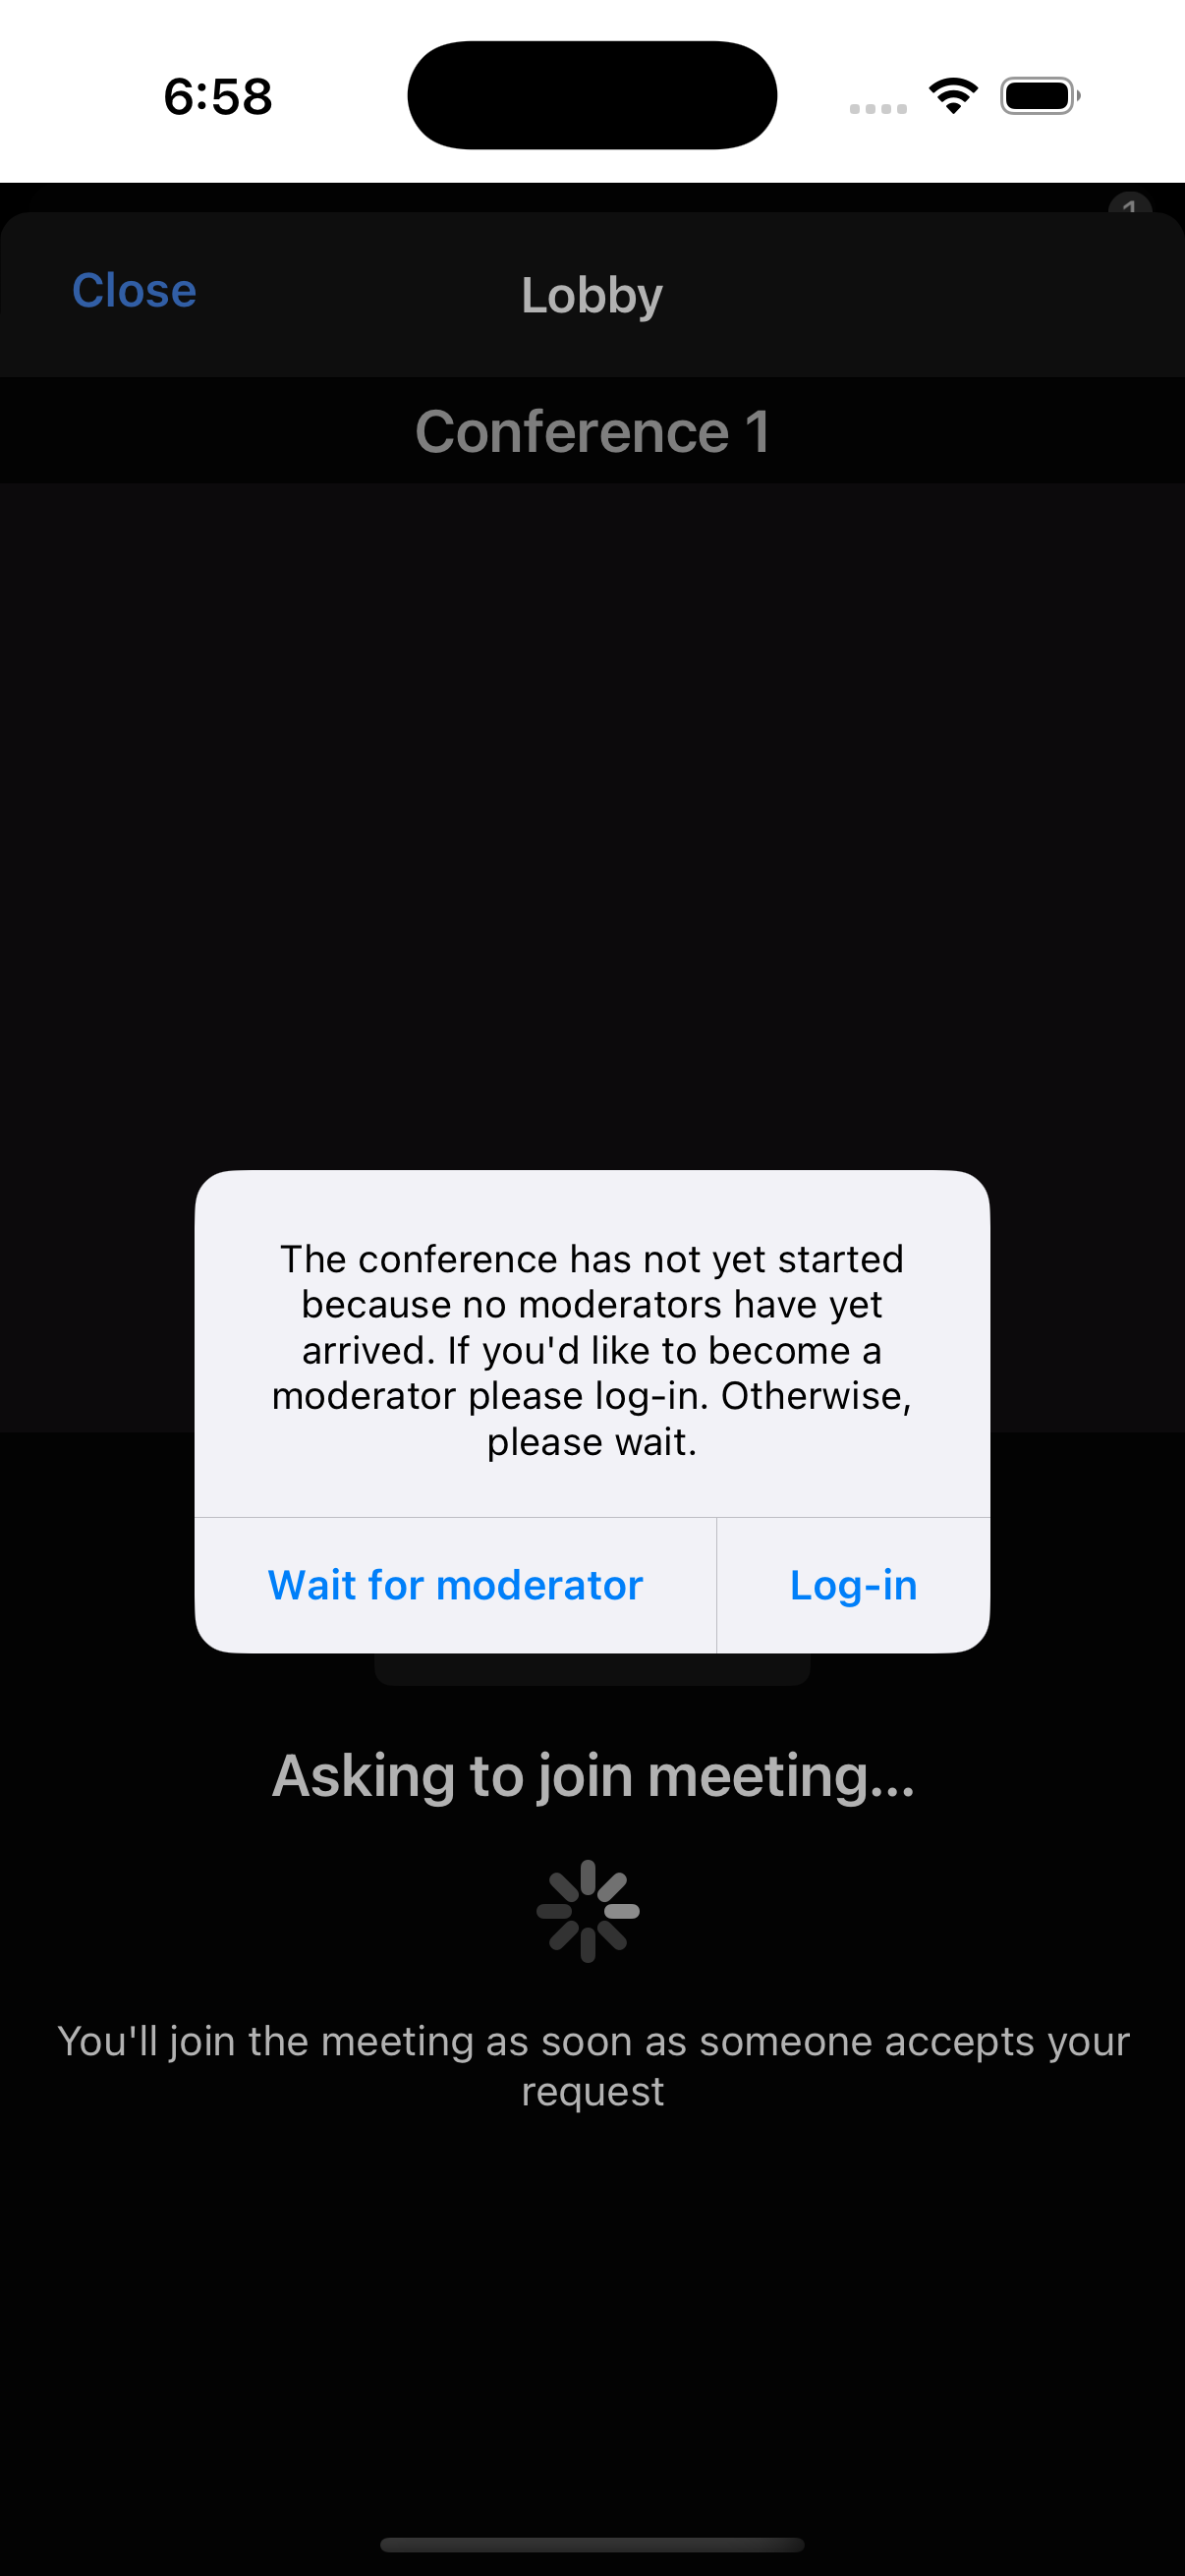 6:58
1
Close
Lobby
Conference 1
The conference has not yet started
because no moderators have yet
arrived. If you'd like to become a
moderator please log-in. Otherwise,
please wait.
Wait for moderator
Log-in
Asking to join meeting...
You'll join the meeting as soon as someone accepts your
request